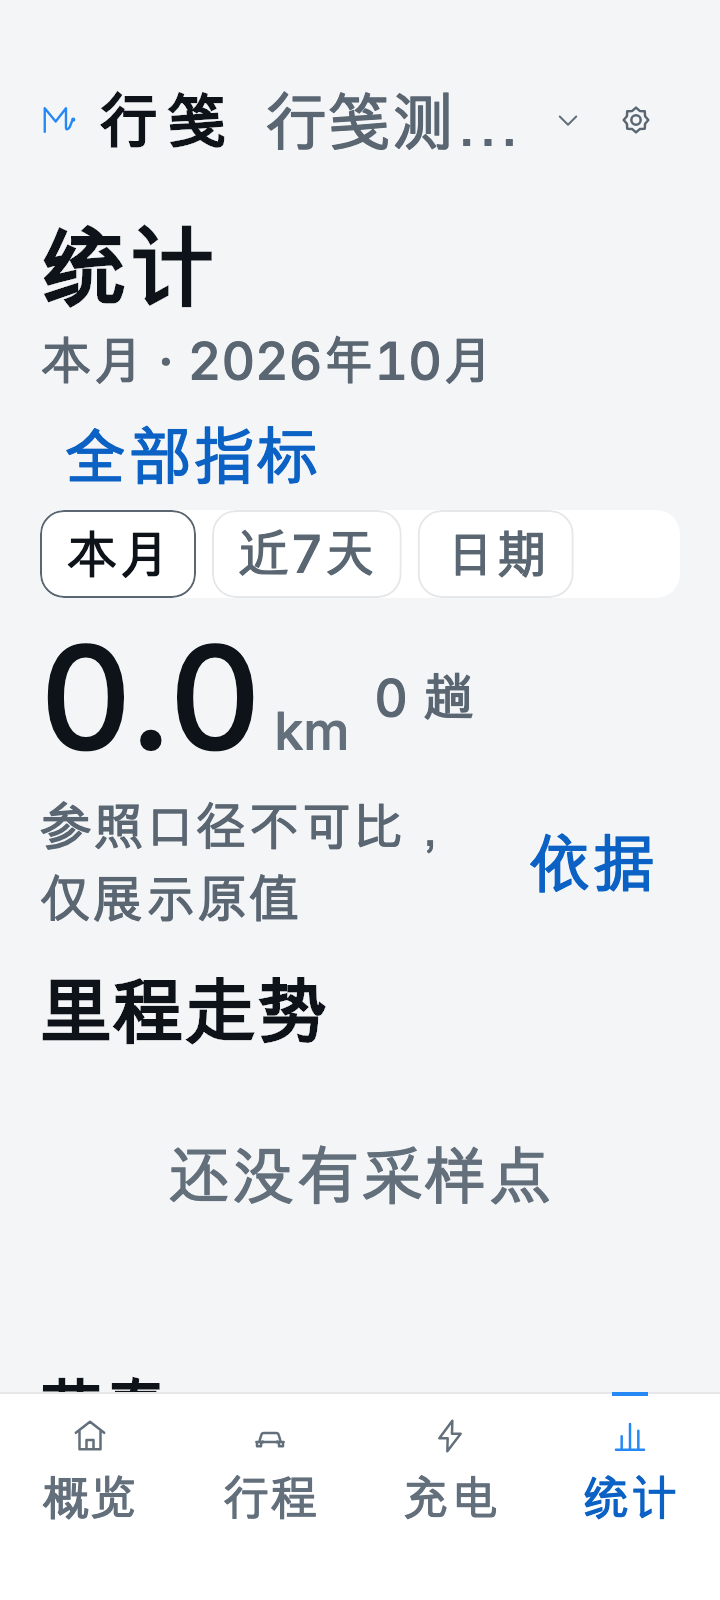 行笺 行笺测...
统计
本月 · 2026年10月
全部指标
本月 近7天 日期
0.0 km 0 趟
参照口径不可比，
仅展示原值
依据
里程走势
还没有采样点
概览 行程 充电 统计